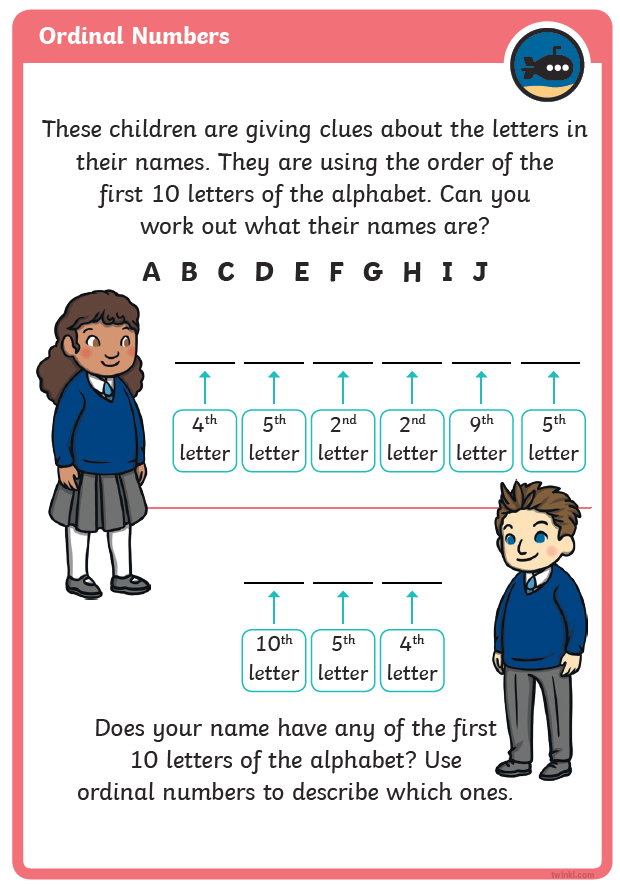 Ordinal Numbers
These children are giving clues about the letters in
their names. They are using the order of the
first 10 letters of the alphabet. Can you
work out what their names are?
A B C D E F G H I J
4th letter
5th letter
2nd letter
2nd letter
9th letter
5th letter
10th letter
5th letter
4th letter
Does your name have any of the first
10 letters of the alphabet? Use
ordinal numbers to describe which ones.
twinkl.com